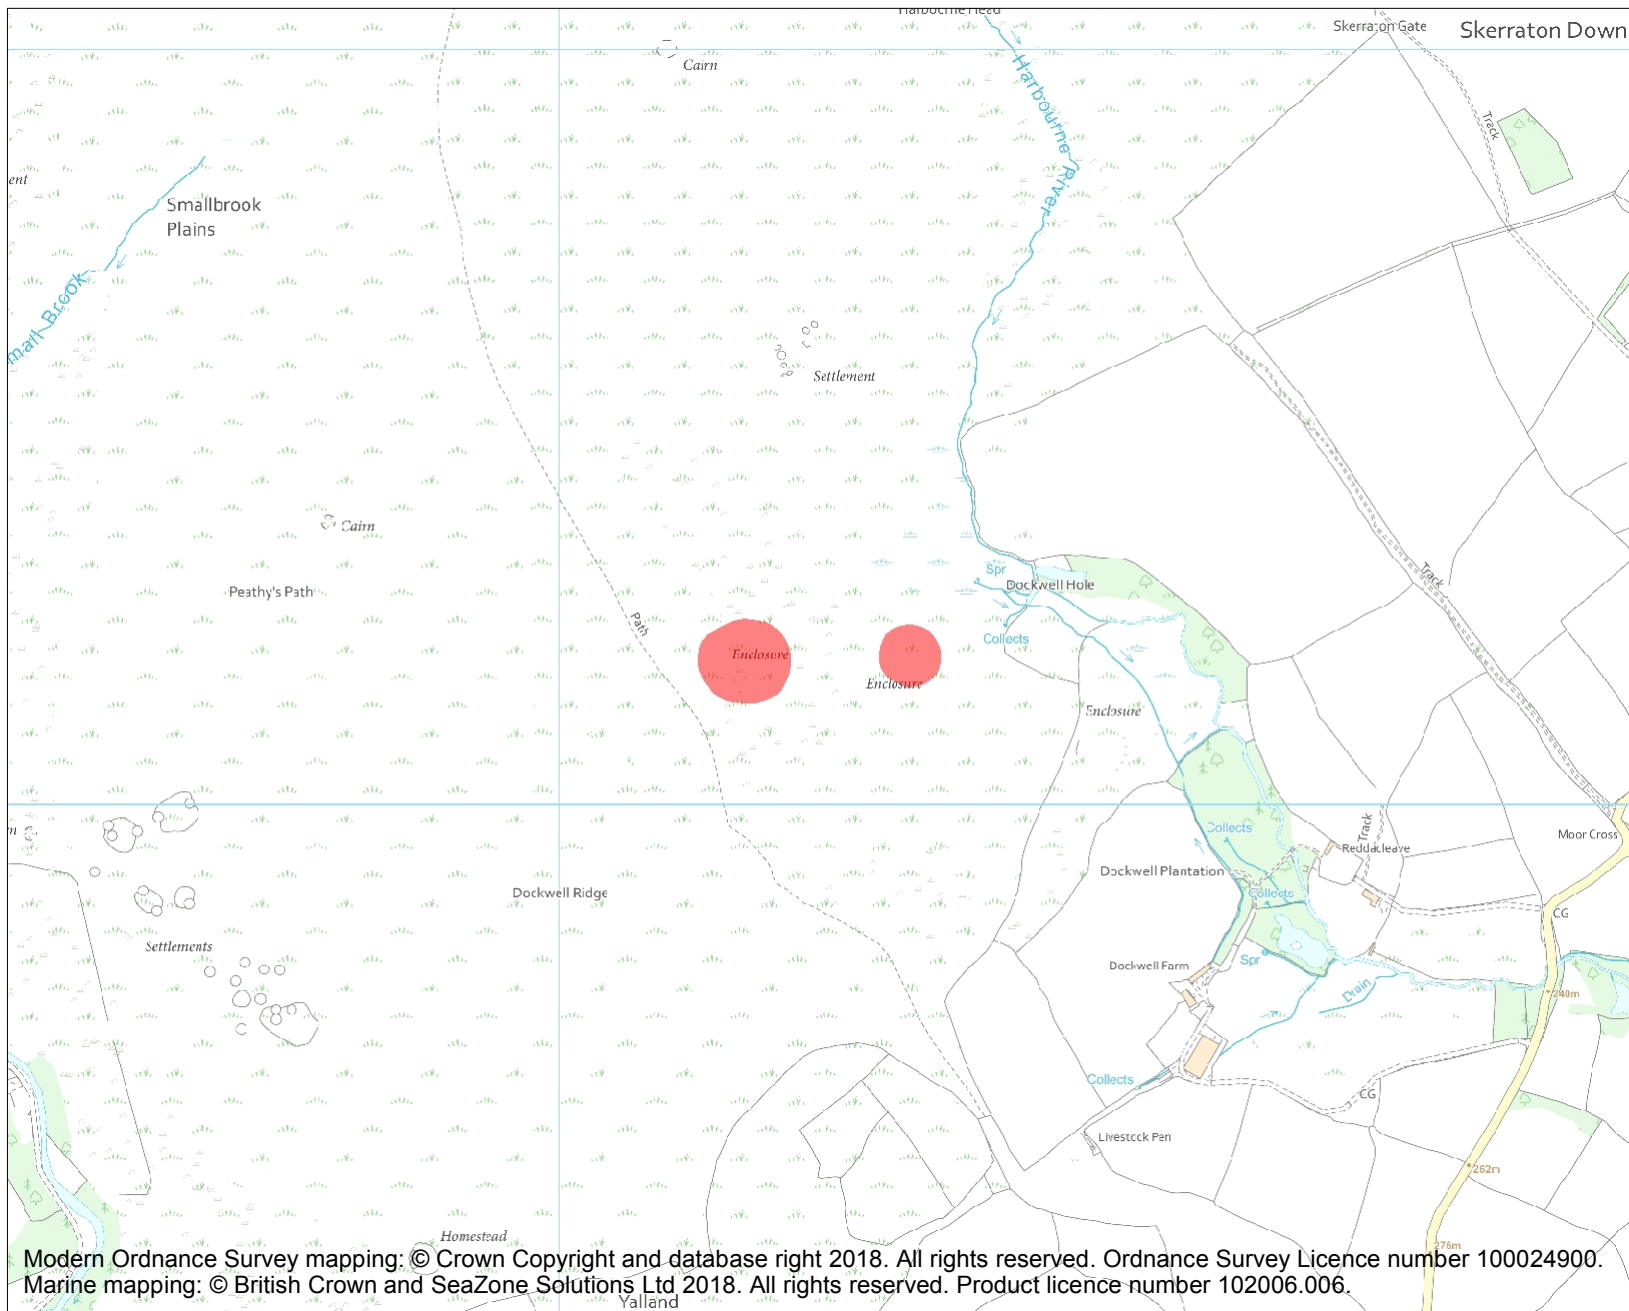 Skerraton Gate
Skerraton Down
Cairn
Harbourne River
Track
ent
Smallbrook
Plains
mall Brook
Settlement
Cairn
Spr
Dockwell Hole
Track
Peathy's Path
Path
Collects
Enclosure
Enclosure
Enclosure
Collects
Track
Moor Cross
Reddacleave
Dockwell Plantation
Collects
Dockwell Ridge
CG
Settlements
Spr
Dockwell Farm
Drain
240m
Collects
CG
Livestock Pen
262m
Homestead
276m
Modern Ordnance Survey mapping: © Crown Copyright and database right 2018. All rights reserved. Ordnance Survey Licence number 100024900.
Marine mapping: © British Crown and SeaZone Solutions Ltd 2018. All rights reserved. Product licence number 102006.006.
Yalland